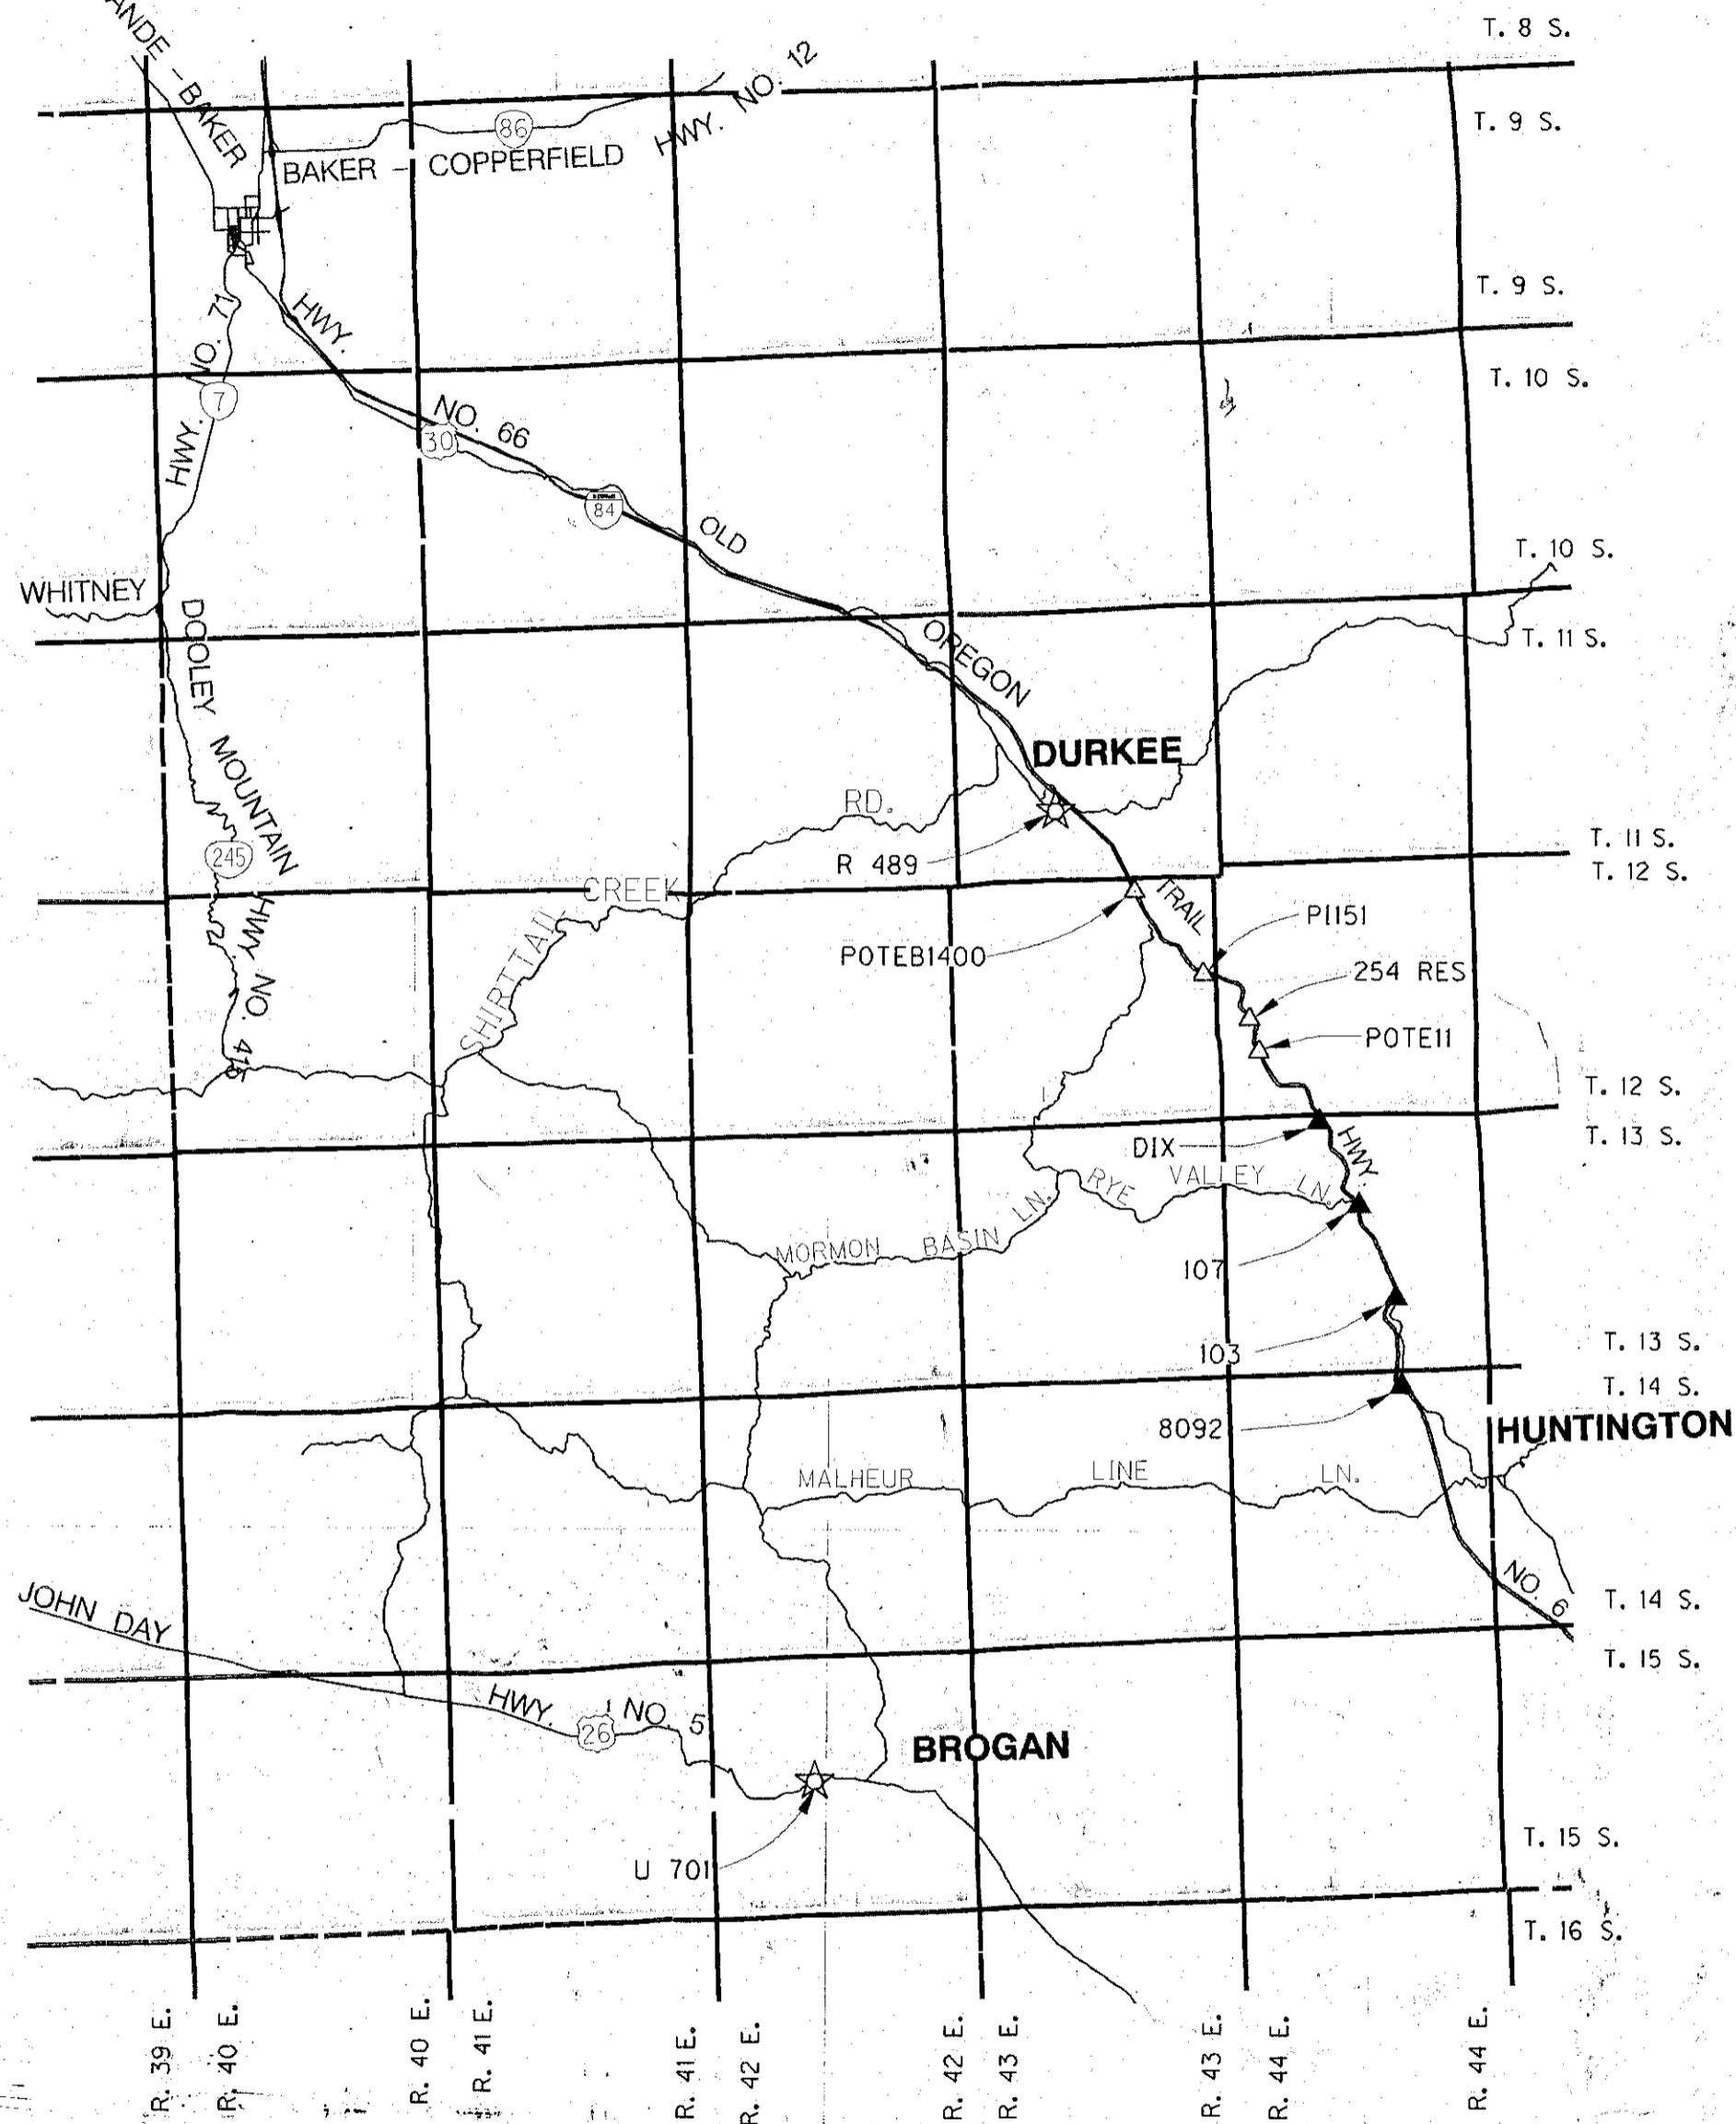 T. 8 S.
ANDE - BAKER
HWY. NO. 12
86
T. 9 S.
BAKER - COPPERFIELD
T. 9 S.
HWY.
HWY. NO. 71
7
T. 10 S.
NO. 66
30
84
OLD
T. 10 S.
WHITNEY
T. 11 S.
OREGON
DOOLEY MOUNTAIN
DURKEE
RD.
245
R 489
T. 11 S.
T. 12 S.
CREEK
TRAIL
PI151
SHIRTTAIL
POTEB1400
254 RES
HWY. NO. 415
POTE11
T. 12 S.
T. 13 S.
DIX
HWY.
RYE VALLEY LN.
MORMON BASIN LN.
107
103
T. 13 S.
T. 14 S.
8092
HUNTINGTON
MALHEUR LINE LN.
NO. 6
T. 14 S.
JOHN DAY
T. 15 S.
HWY. NO. 5
26
BROGAN
U 701
T. 15 S.
T. 16 S.
R. 39 E.
R. 40 E.
R. 40 E.
R. 41 E.
R. 41 E.
R. 42 E.
R. 42 E.
R. 43 E.
R. 43 E.
R. 44 E.
R. 44 E.